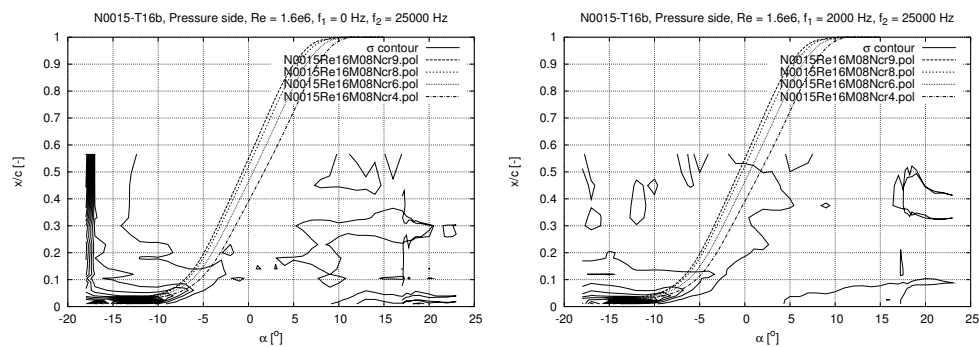 N0015-T16b, Pressure side, Re = 1.6e6, f1 = 0 Hz, f2 = 25000 Hz
σ contour
N0015Re16M08Ncr9.pol
N0015Re16M08Ncr8.pol
N0015Re16M08Ncr6.pol
N0015Re16M08Ncr4.pol
1
0.9
0.8
0.7
0.6
0.5
0.4
0.3
0.2
0.1
0
x/c [-]
-20 -15 -10 -5 0 5 10 15 20 25
α [o]
N0015-T16b, Pressure side, Re = 1.6e6, f1 = 2000 Hz, f2 = 25000 Hz
σ contour
N0015Re16M08Ncr9.pol
N0015Re16M08Ncr8.pol
N0015Re16M08Ncr6.pol
N0015Re16M08Ncr4.pol
1
0.9
0.8
0.7
0.6
0.5
0.4
0.3
0.2
0.1
0
x/c [-]
-20 -15 -10 -5 0 5 10 15 20 25
α [o]